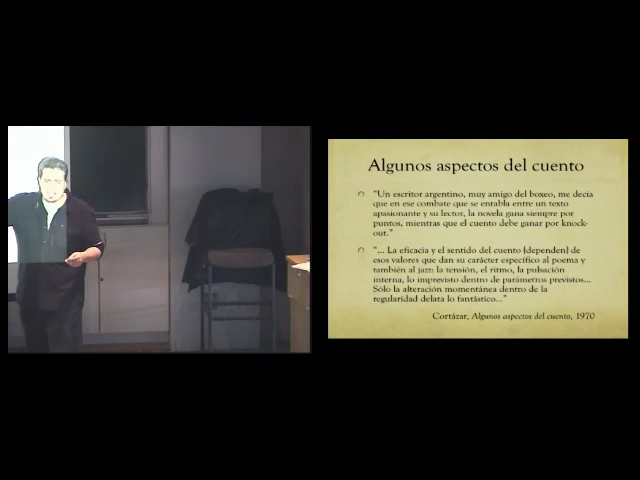 Algunos aspectos del cuento
“Un escritor argentino, muy amigo del boxeo, me decía
que en ese combate que se entabla entre un texto
apasionante y su lector, la novela gana siempre por
puntos, mientras que el cuento debe ganar por knock-
out.”
“... La eficacia y el sentido del cuento [dependen] de
esos valores que dan su carácter específico al poema y
también al jazz: la tensión, el ritmo, la pulsación
interna, lo imprevisto dentro de parámetros previstos...
Sólo la alteración momentánea dentro de la
regularidad delata lo fantástico...”
Cortázar, Algunos aspectos del cuento, 1970